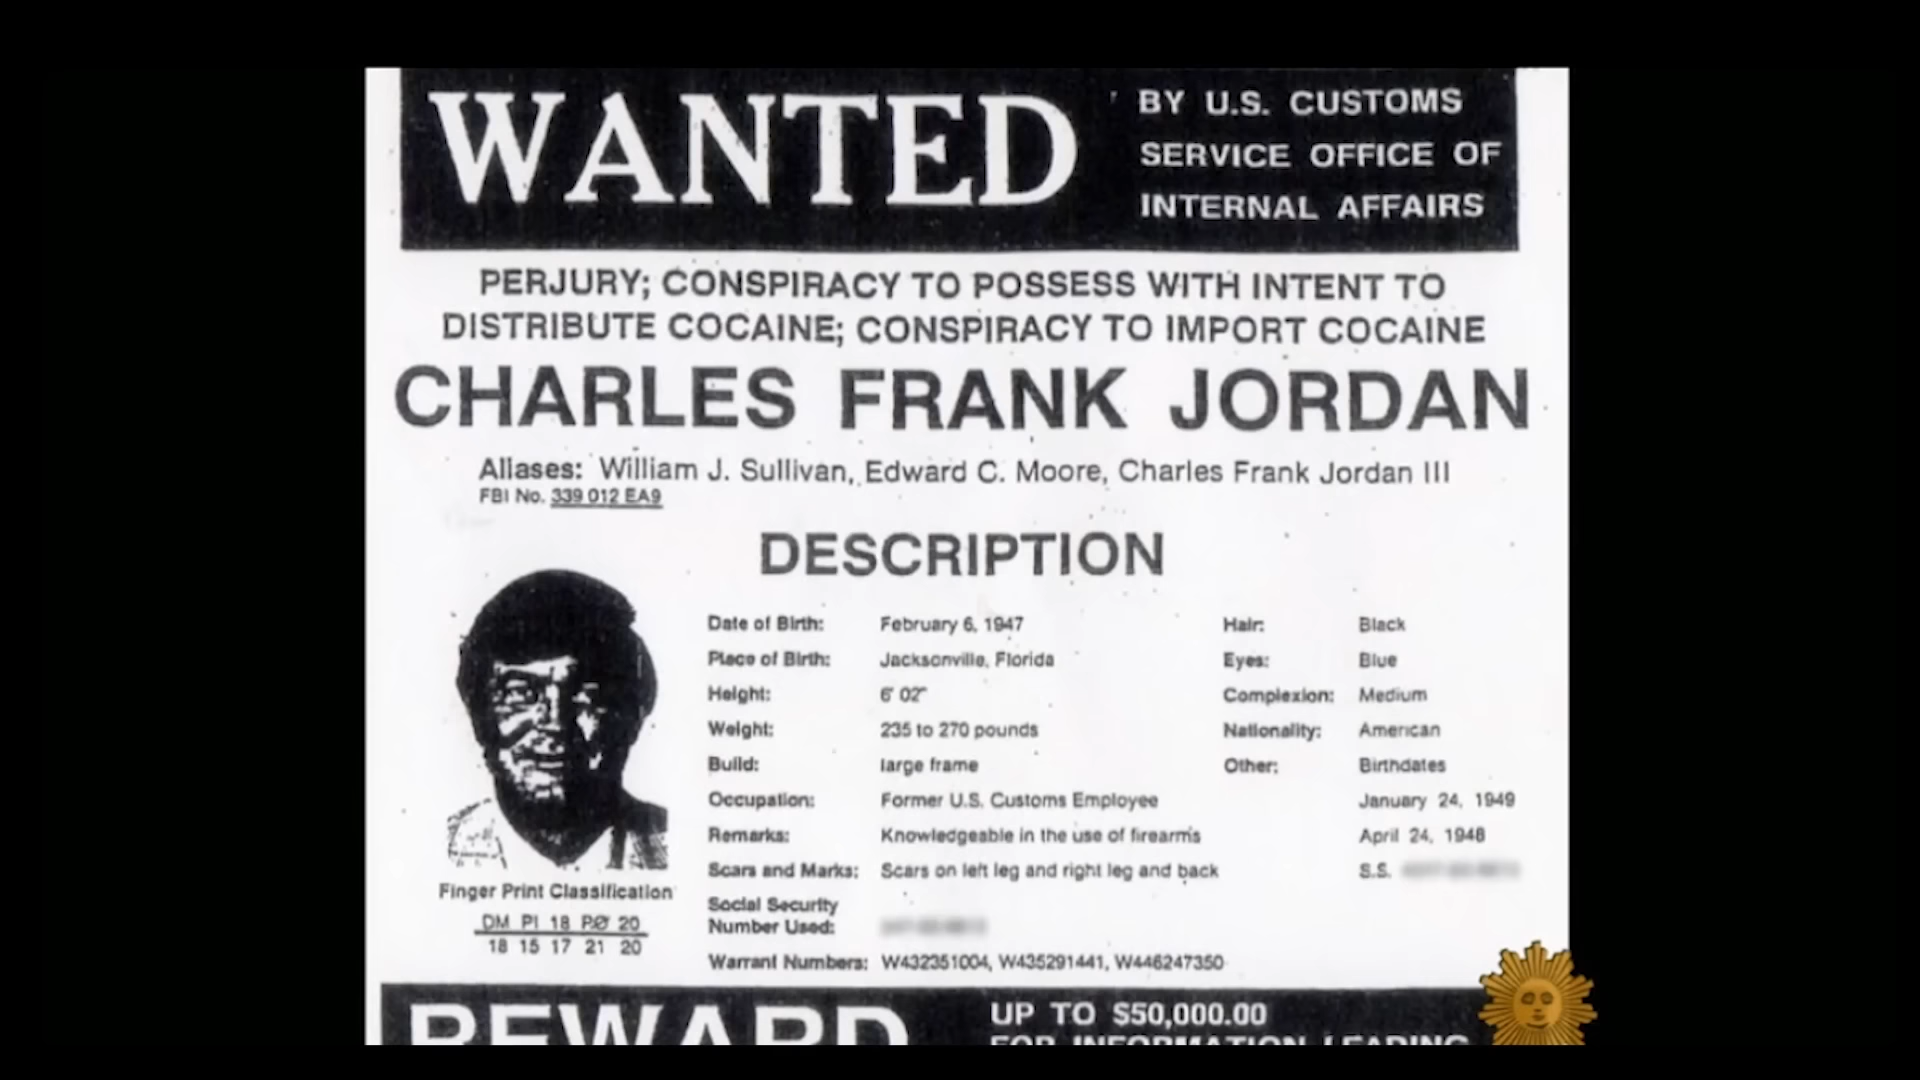 WANTED
BY U.S. CUSTOMS
SERVICE OFFICE OF
INTERNAL AFFAIRS
PERJURY; CONSPIRACY TO POSSESS WITH INTENT TO
DISTRIBUTE COCAINE; CONSPIRACY TO IMPORT COCAINE
CHARLES FRANK JORDAN
Aliases: William J. Sullivan, Edward C. Moore, Charles Frank Jordan III
FBI No. 339 012 EA9
DESCRIPTION
Date of Birth: February 6, 1947
Place of Birth: Jacksonville, Florida
Height: 6' 02"
Weight: 235 to 270 pounds
Build: large frame
Occupation: Former U.S. Customs Employee
Remarks: Knowledgeable in the use of firearms
Scars and Marks: Scars on left leg and right leg and back
Social Security
Number Used:
Warrant Numbers: W432351004, W435291441, W446247350
Hair: Black
Eyes: Blue
Complexion: Medium
Nationality: American
Other: Birthdates
January 24, 1949
April 24, 1948
S.S.
Finger Print Classification
DM PI 18 PØ 20
18 15 17 21 20
REWARD
UP TO $50,000.00
FOR INFORMATION LEADING